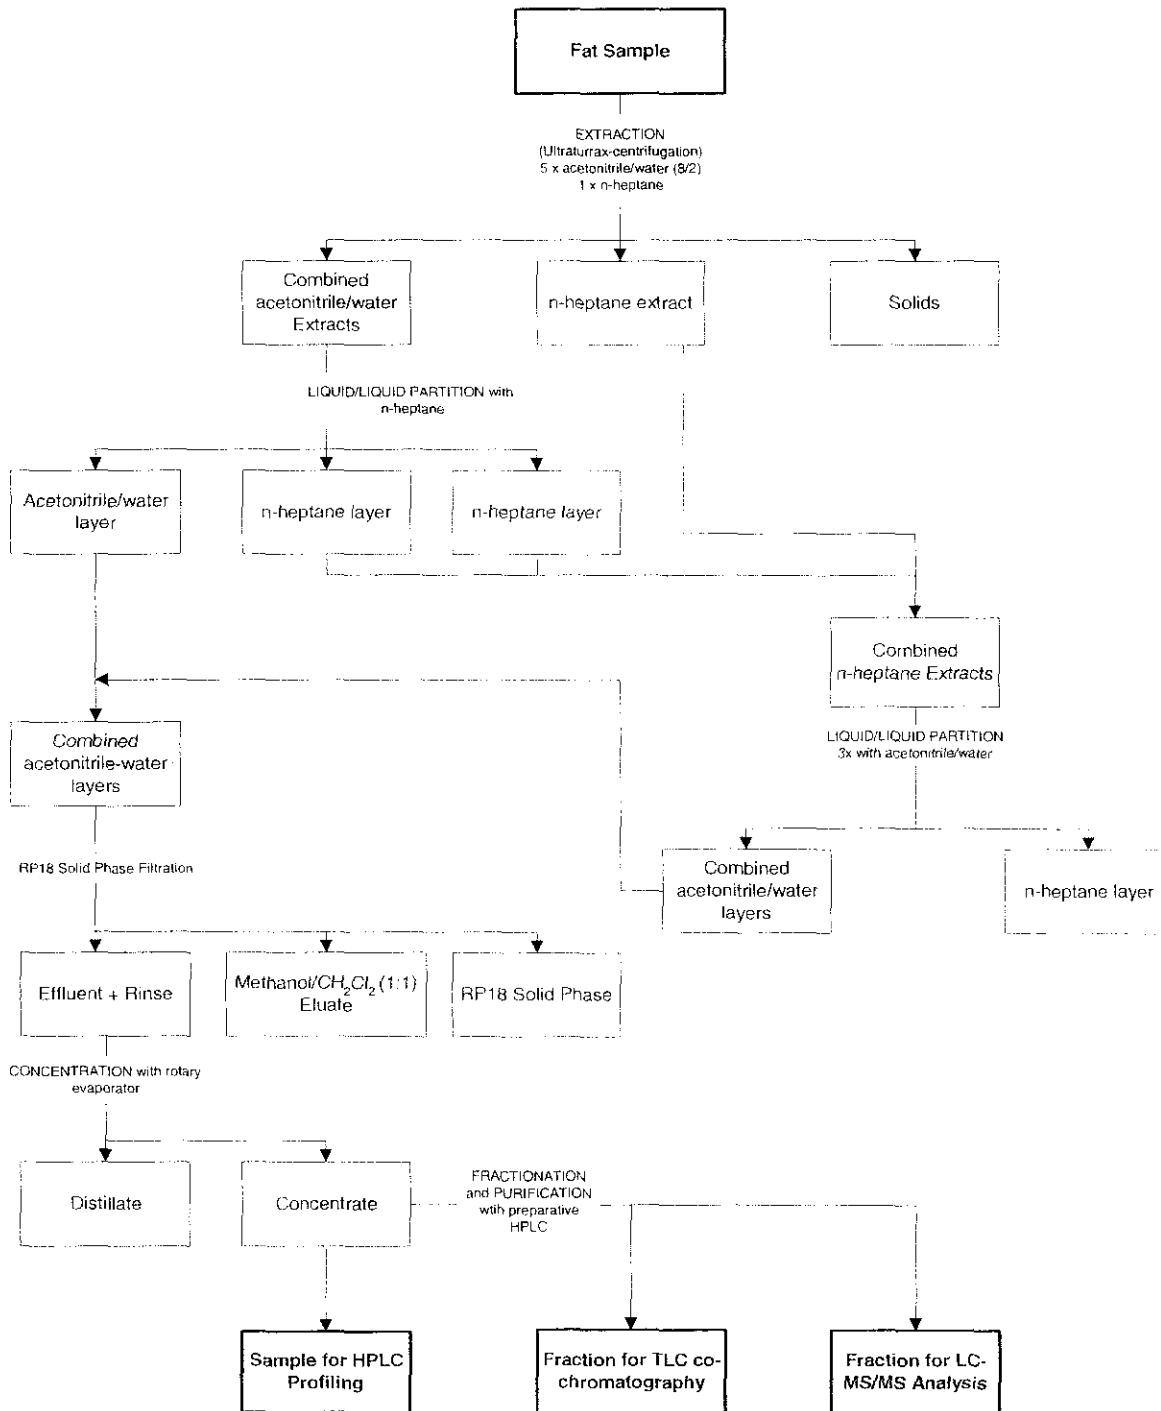 Fat Sample
EXTRACTION
(Ultraturrax-centrifugation)
5 x acetonitrile/water (8/2)
1 x n-heptane
Combined
acetonitrile/water
Extracts
n-heptane extract
Solids
LIQUID/LIQUID PARTITION with
n-heptane
Acetonitrile/water
layer
n-heptane layer
n-heptane layer
Combined
n-heptane Extracts
Combined
acetonitrile-water
layers
LIQUID/LIQUID PARTITION
3x with acetonitrile/water
RP18 Solid Phase Filtration
Combined
acetonitrile/water
layers
n-heptane layer
Effluent + Rinse
Methanol/CH₂Cl₂ (1:1)
Eluate
RP18 Solid Phase
CONCENTRATION with rotary
evaporator
Distillate
Concentrate
FRACTIONATION
and PURIFICATION
with preparative
HPLC
Sample for HPLC
Profiling
Fraction for TLC co-
chromatography
Fraction for LC-
MS/MS Analysis